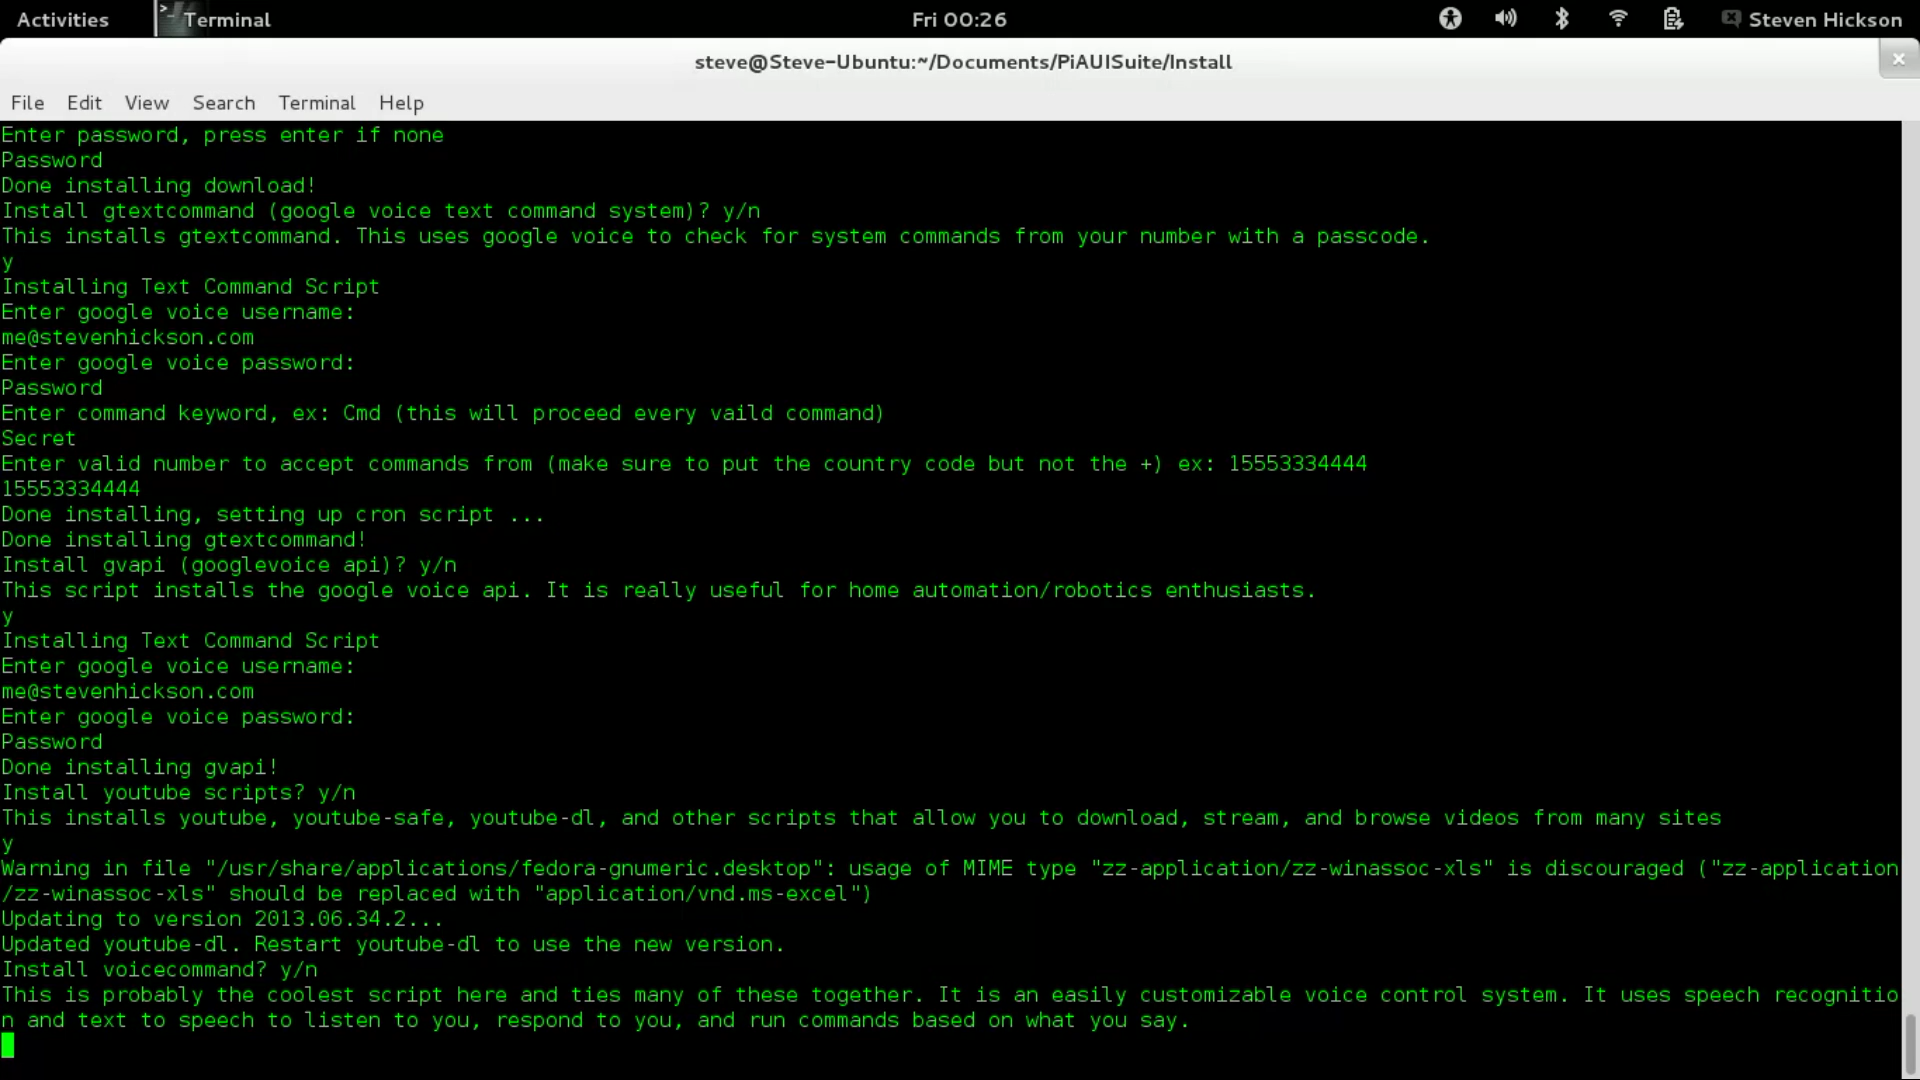 Activities
Terminal
Fri 00:26
Steven Hickson
steve@Steve-Ubuntu:~/Documents/PiAUISuite/Install
File Edit View Search Terminal Help
Enter password, press enter if none
Password
Done installing download!
Install gtextcommand (google voice text command system)? y/n
This installs gtextcommand. This uses google voice to check for system commands from your number with a passcode.
y
Installing Text Command Script
Enter google voice username:
me@stevenhickson.com
Enter google voice password:
Password
Enter command keyword, ex: Cmd (this will proceed every vaild command)
Secret
Enter valid number to accept commands from (make sure to put the country code but not the +) ex: 15553334444
15553334444
Done installing, setting up cron script ...
Done installing gtextcommand!
Install gvapi (googlevoice api)? y/n
This script installs the google voice api. It is really useful for home automation/robotics enthusiasts.
y
Installing Text Command Script
Enter google voice username:
me@stevenhickson.com
Enter google voice password:
Password
Done installing gvapi!
Install youtube scripts? y/n
This installs youtube, youtube-safe, youtube-dl, and other scripts that allow you to download, stream, and browse videos from many sites
y
Warning in file "/usr/share/applications/fedora-gnumeric.desktop": usage of MIME type "zz-application/zz-winassoc-xls" is discouraged ("zz-application
/zz-winassoc-xls" should be replaced with "application/vnd.ms-excel")
Updating to version 2013.06.34.2...
Updated youtube-dl. Restart youtube-dl to use the new version.
Install voicecommand? y/n
This is probably the coolest script here and ties many of these together. It is an easily customizable voice control system. It uses speech recognitio
n and text to speech to listen to you, respond to you, and run commands based on what you say.